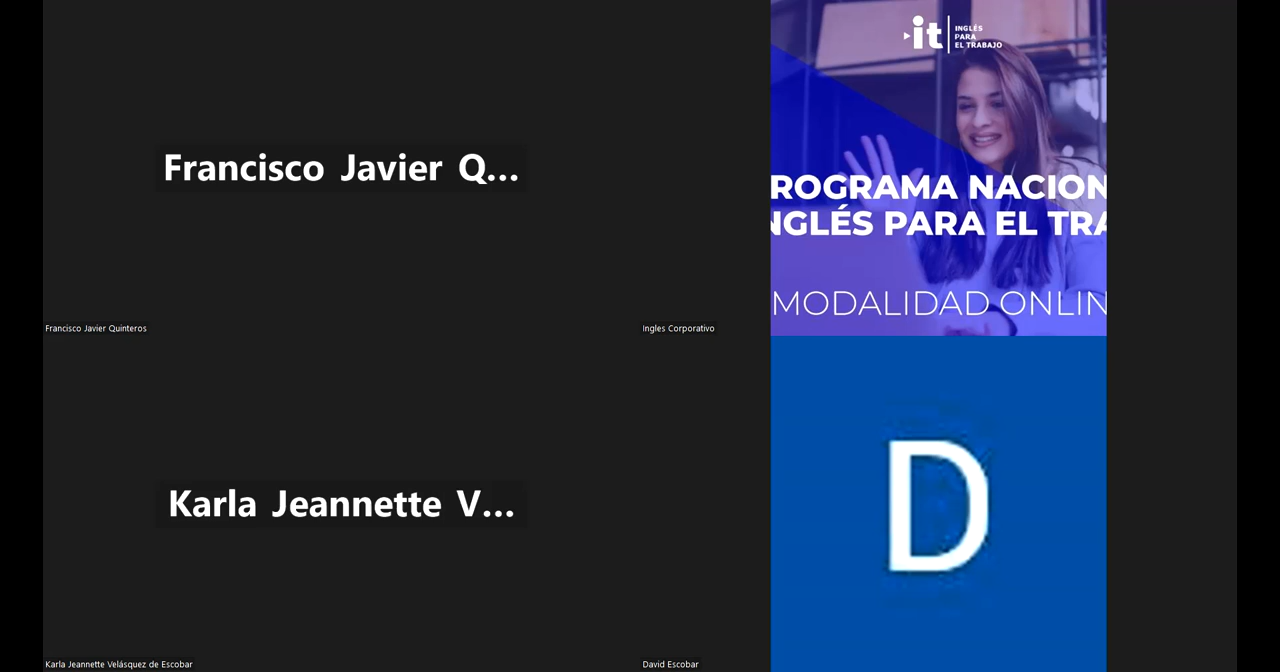 Francisco Javier Q...
Francisco Javier Quinteros
it
INGLÉS
PARA
EL TRABAJO
ROGRAMA NACION
NGLÉS PARA EL TRA
MODALIDAD ONLIN
Ingles Corporativo
Karla Jeannette V...
Karla Jeannette Velásquez de Escobar
D
David Escobar